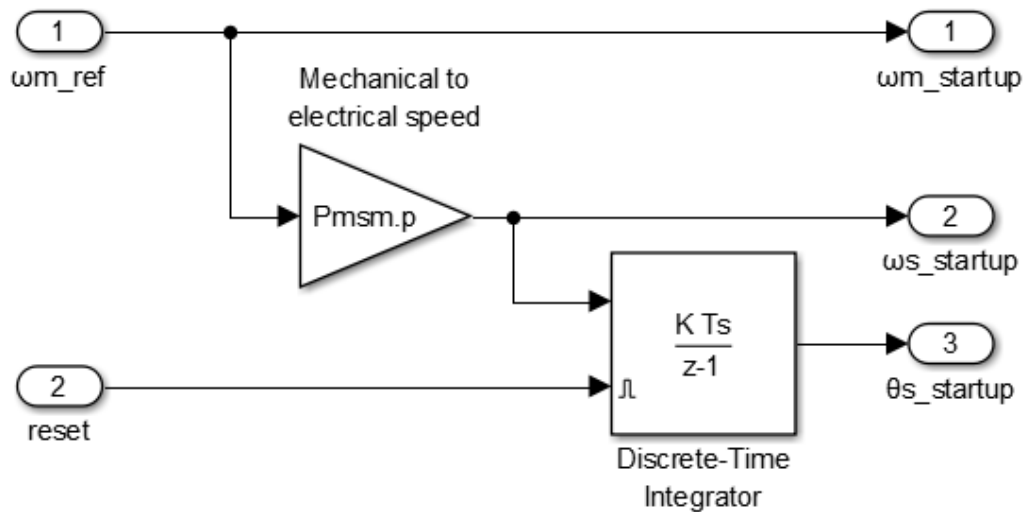 1
ωm_ref
1
ωm_startup
Mechanical to
electrical speed
Pmsm.p
2
ωs_startup
K Ts
z-1
3
θs_startup
2
reset
Discrete-Time
Integrator